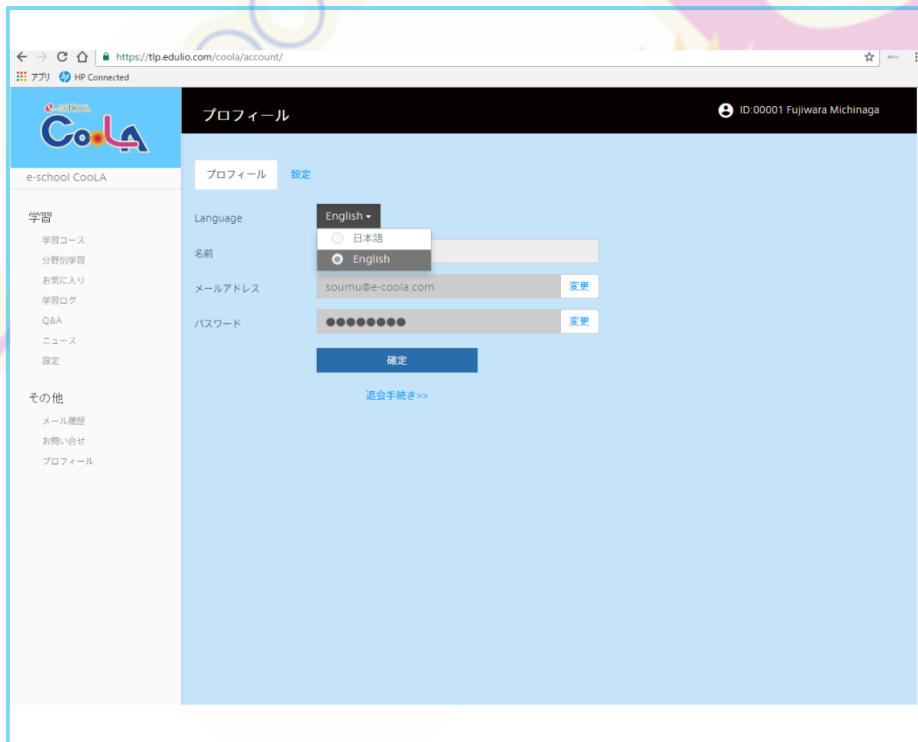 https://tlp.edulio.com/coola/account/
アプリ HP Connected
e-school
CooLA
プロフィール
ID:00001 Fujiwara Michinaga
e-school CooLA
プロフィール 設定
学習
学習コース
分野別学習
お気に入り
学習ログ
Q&A
ニュース
設定
その他
メール履歴
お問い合せ
プロフィール
Language English
日本語
English
名前
メールアドレス soumu@e-coola.com 変更
パスワード ●●●●●●●● 変更
確定
退会手続き>>